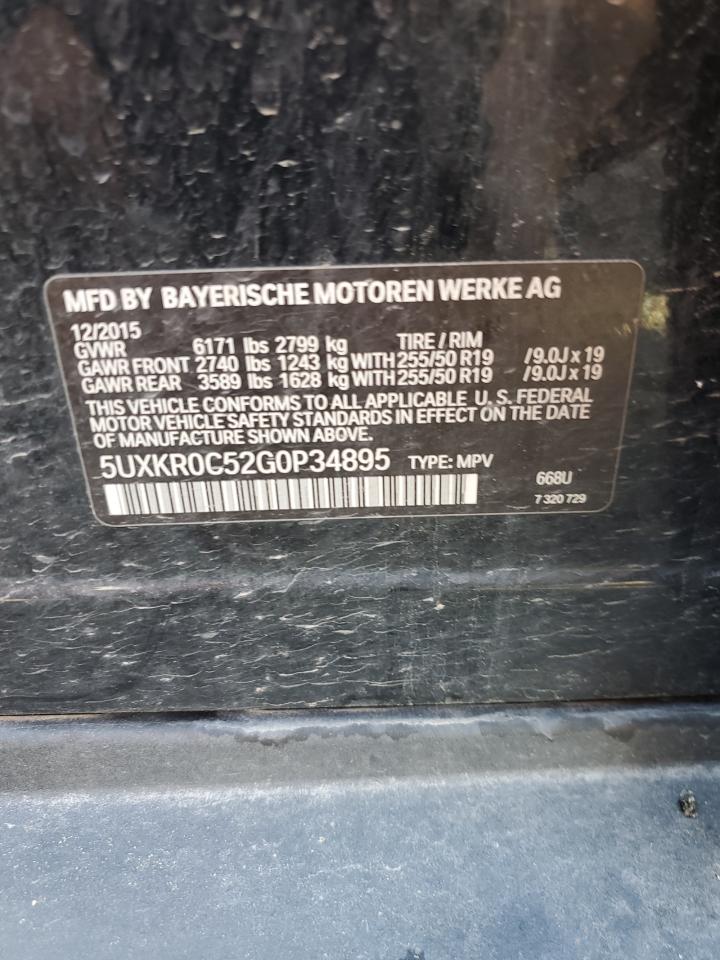 MFD BY BAYERISCHE MOTOREN WERKE AG
12/2015
GVWR 6171 lbs 2799 kg TIRE / RIM
GAWR FRONT 2740 lbs 1243 kg WITH 255/50 R19 /9.0J x 19
GAWR REAR 3589 lbs 1628 kg WITH 255/50 R19 /9.0J x 19
THIS VEHICLE CONFORMS TO ALL APPLICABLE U. S. FEDERAL
MOTOR VEHICLE SAFETY STANDARDS IN EFFECT ON THE DATE
OF MANUFACTURE SHOWN ABOVE.
5UXKR0C52G0P34895 TYPE: MPV 668U
7 320 729